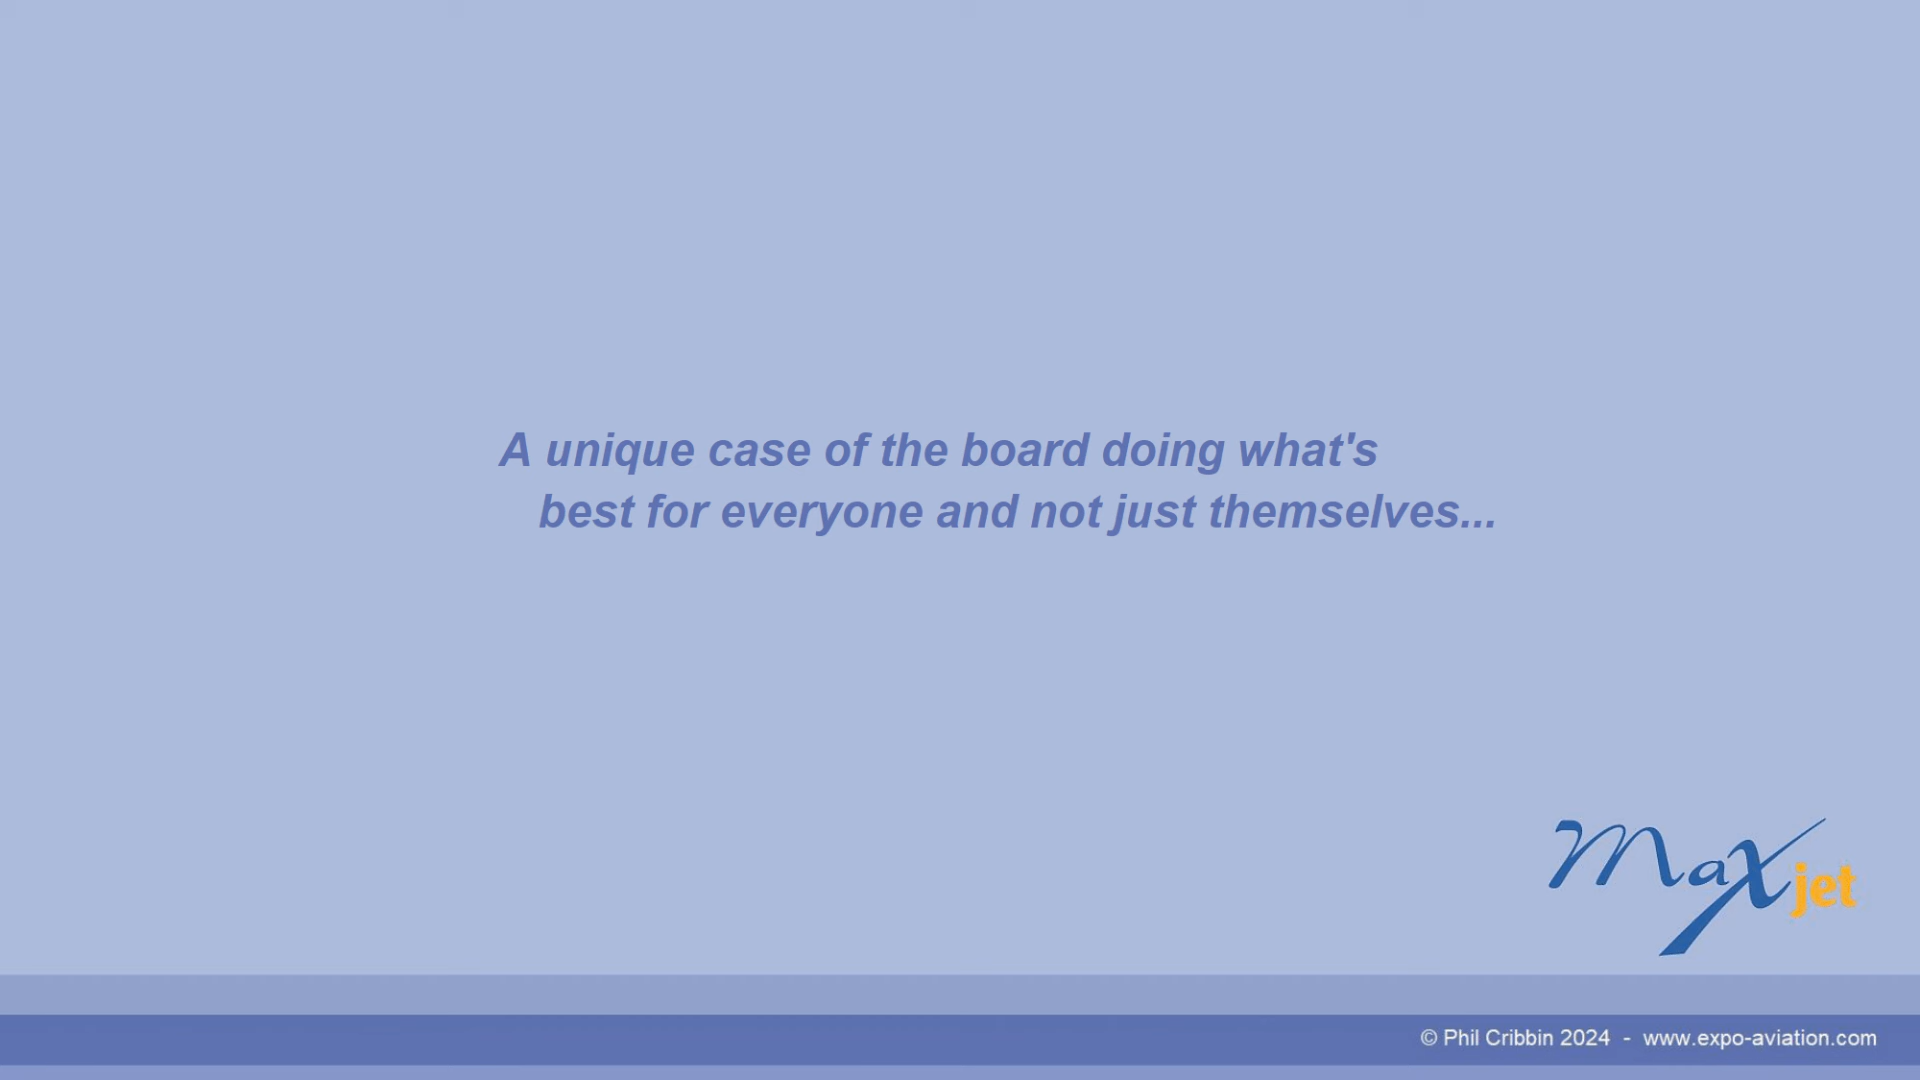 A unique case of the board doing what's
best for everyone and not just themselves...
Maxjet
© Phil Cribbin 2024 - www.expo-aviation.com